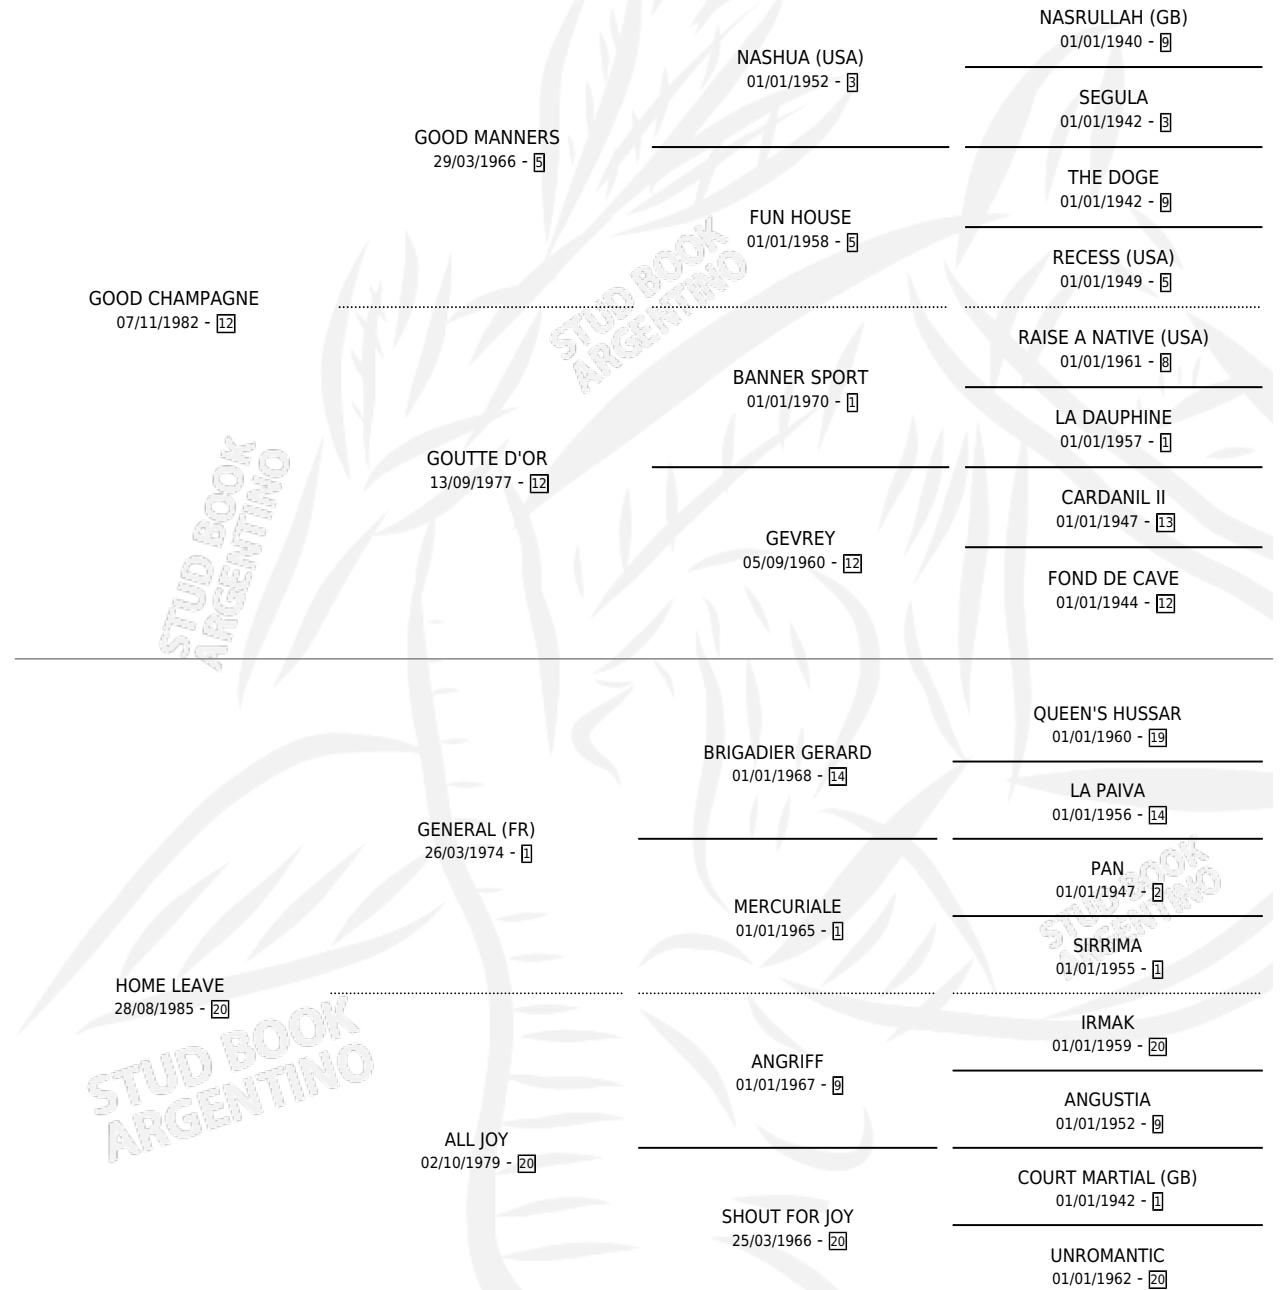 NASRULLAH (GB)
01/01/1940 - 9
NASHUA (USA)
01/01/1952 - 3
SEGULA
01/01/1942 - 3
GOOD MANNERS
29/03/1966 - 5
THE DOGE
01/01/1942 - 9
FUN HOUSE
01/01/1958 - 5
RECESS (USA)
01/01/1949 - 5
GOOD CHAMPAGNE
07/11/1982 - 12
RAISE A NATIVE (USA)
01/01/1961 - 8
BANNER SPORT
01/01/1970 - 1
LA DAUPHINE
01/01/1957 - 1
GOUTTE D'OR
13/09/1977 - 12
CARDANIL II
01/01/1947 - 13
GEVREY
05/09/1960 - 12
FOND DE CAVE
01/01/1944 - 12
QUEEN'S HUSSAR
01/01/1960 - 19
BRIGADIER GERARD
01/01/1968 - 14
LA PAIVA
01/01/1956 - 14
GENERAL (FR)
26/03/1974 - 1
PAN
01/01/1947 - 2
MERCURIALE
01/01/1965 - 1
SIRRIMA
01/01/1955 - 1
HOME LEAVE
28/08/1985 - 20
IRMAK
01/01/1959 - 20
ANGRIFF
01/01/1967 - 9
ANGUSTIA
01/01/1952 - 9
ALL JOY
02/10/1979 - 20
COURT MARTIAL (GB)
01/01/1942 - 1
SHOUT FOR JOY
25/03/1966 - 20
UNROMANTIC
01/01/1962 - 20
STUD BOOK
ARGENTINO
STUD BOOK
ARGENTINO
STUD BOOK
ARGENTINO
STUD BOOK
ARGENTINO